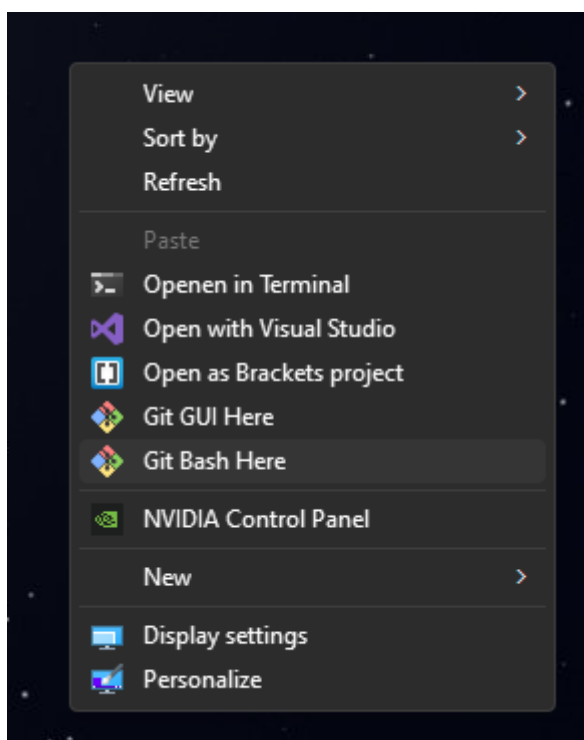 View
Sort by
Refresh
Paste
Openen in Terminal
Open with Visual Studio
Open as Brackets project
Git GUI Here
Git Bash Here
NVIDIA Control Panel
New
Display settings
Personalize